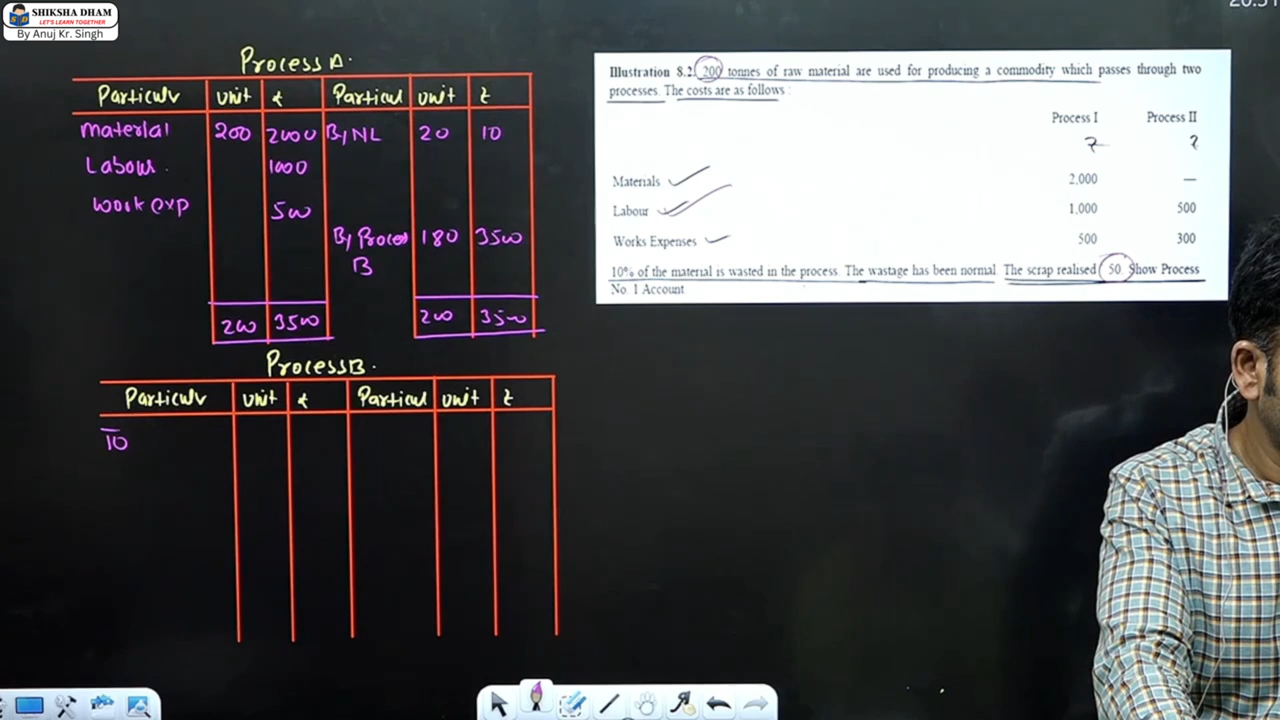 SHIKSHA DHAM
LET'S LEARN TOGETHER
By Anuj Kr. Singh
Process A.
Particulr Unit ₹ Particul Unit ₹
Material 200 2000 By NL 20 10
Labour. 1000
Work exp 500
By Process B 180 3500
200 3500 200 3500
Process B.
Particulr Unit ₹ Particul Unit ₹
To
Illustration 8.2. 200 tonnes of raw material are used for producing a commodity which passes through two
processes. The costs are as follows :
Process I Process II
₹ ₹
Materials 2,000 —
Labour 1,000 500
Works Expenses 500 300
10% of the material is wasted in the process. The wastage has been normal. The scrap realised 50. Show Process
No. 1 Account